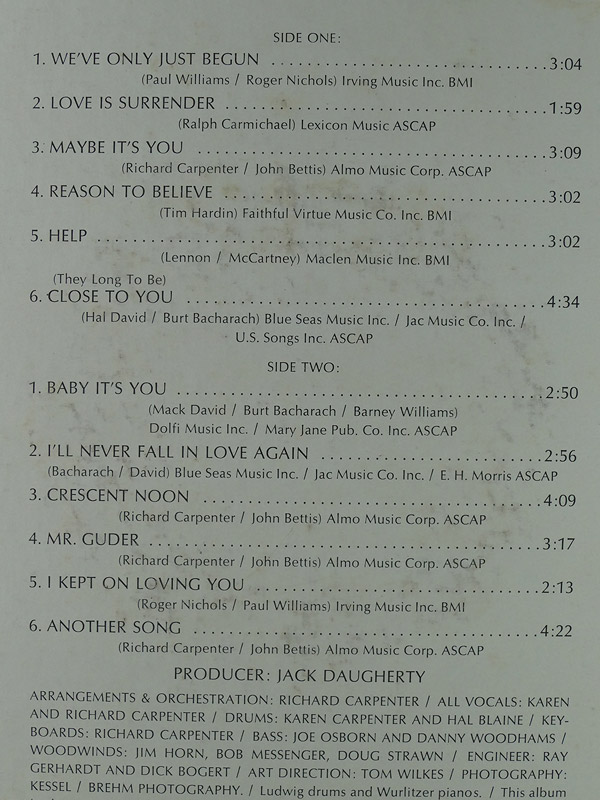 SIDE ONE:
1. WE'VE ONLY JUST BEGUN ..............................3:04
(Paul Williams / Roger Nichols) Irving Music Inc. BMI
2. LOVE IS SURRENDER ..................................1:59
(Ralph Carmichael) Lexicon Music ASCAP
3. MAYBE IT'S YOU .....................................3:09
(Richard Carpenter / John Bettis) Almo Music Corp. ASCAP
4. REASON TO BELIEVE ..................................3:02
(Tim Hardin) Faithful Virtue Music Co. Inc. BMI
5. HELP ...............................................3:02
(Lennon / McCartney) Maclen Music Inc. BMI
(They Long To Be)
6. CLOSE TO YOU .......................................4:34
(Hal David / Burt Bacharach) Blue Seas Music Inc. / Jac Music Co. Inc. /
U.S. Songs Inc. ASCAP
SIDE TWO:
1. BABY IT'S YOU ......................................2:50
(Mack David / Burt Bacharach / Barney Williams)
Dolfi Music Inc. / Mary Jane Pub. Co. Inc. ASCAP
2. I'LL NEVER FALL IN LOVE AGAIN ......................2:56
(Bacharach / David) Blue Seas Music Inc. / Jac Music Co. Inc. / E. H. Morris ASCAP
3. CRESCENT NOON ......................................4:09
(Richard Carpenter / John Bettis) Almo Music Corp. ASCAP
4. MR. GUDER ..........................................3:17
(Richard Carpenter / John Bettis) Almo Music Corp. ASCAP
5. I KEPT ON LOVING YOU ...............................2:13
(Roger Nichols / Paul Williams) Irving Music Inc. BMI
6. ANOTHER SONG .......................................4:22
(Richard Carpenter / John Bettis) Almo Music Corp. ASCAP
PRODUCER: JACK DAUGHERTY
ARRANGEMENTS & ORCHESTRATION: RICHARD CARPENTER / ALL VOCALS: KAREN
AND RICHARD CARPENTER / DRUMS: KAREN CARPENTER AND HAL BLAINE / KEY-
BOARDS: RICHARD CARPENTER / BASS: JOE OSBORN AND DANNY WOODHAMS /
WOODWINDS: JIM HORN, BOB MESSENGER, DOUG STRAWN / ENGINEER: RAY
GERHARDT AND DICK BOGERT / ART DIRECTION: TOM WILKES / PHOTOGRAPHY:
KESSEL / BREHM PHOTOGRAPHY. / Ludwig drums and Wurlitzer pianos. / This album